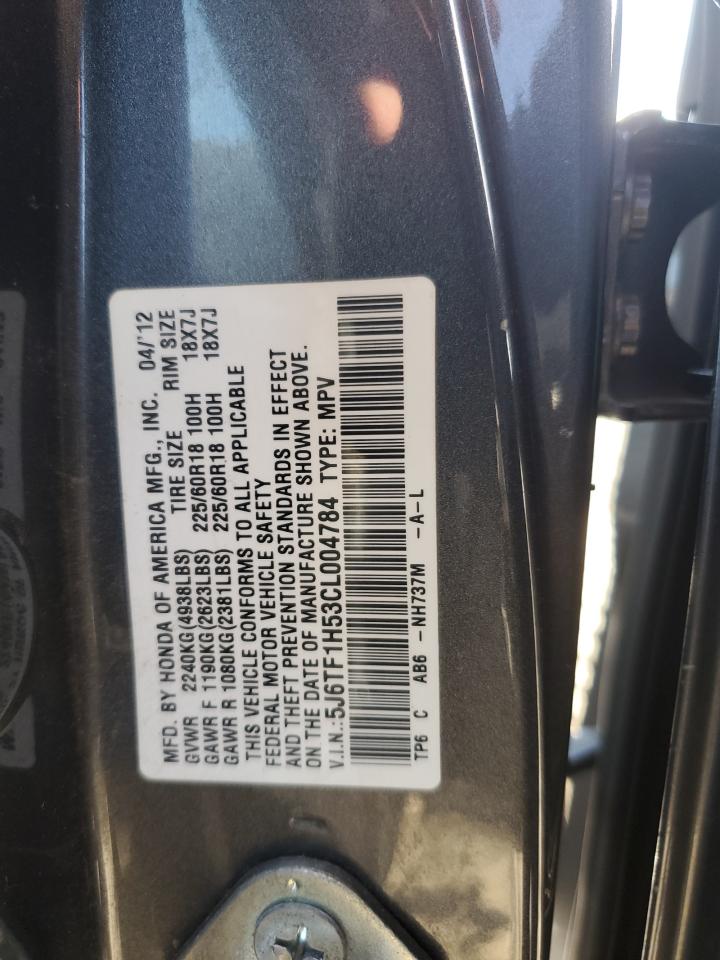 MFD. BY HONDA OF AMERICA MFG., INC. 04/'12
GVWR 2240KG(4938LBS) TIRE SIZE RIM SIZE
GAWR F 1190KG(2623LBS) 225/60R18 100H 18X7J
GAWR R 1080KG(2381LBS) 225/60R18 100H 18X7J
THIS VEHICLE CONFORMS TO ALL APPLICABLE
FEDERAL MOTOR VEHICLE SAFETY
AND THEFT PREVENTION STANDARDS IN EFFECT
ON THE DATE OF MANUFACTURE SHOWN ABOVE.
V.I.N.:5J6TF1H53CL004784 TYPE: MPV
TP6 C AB6 -NH737M -A-L